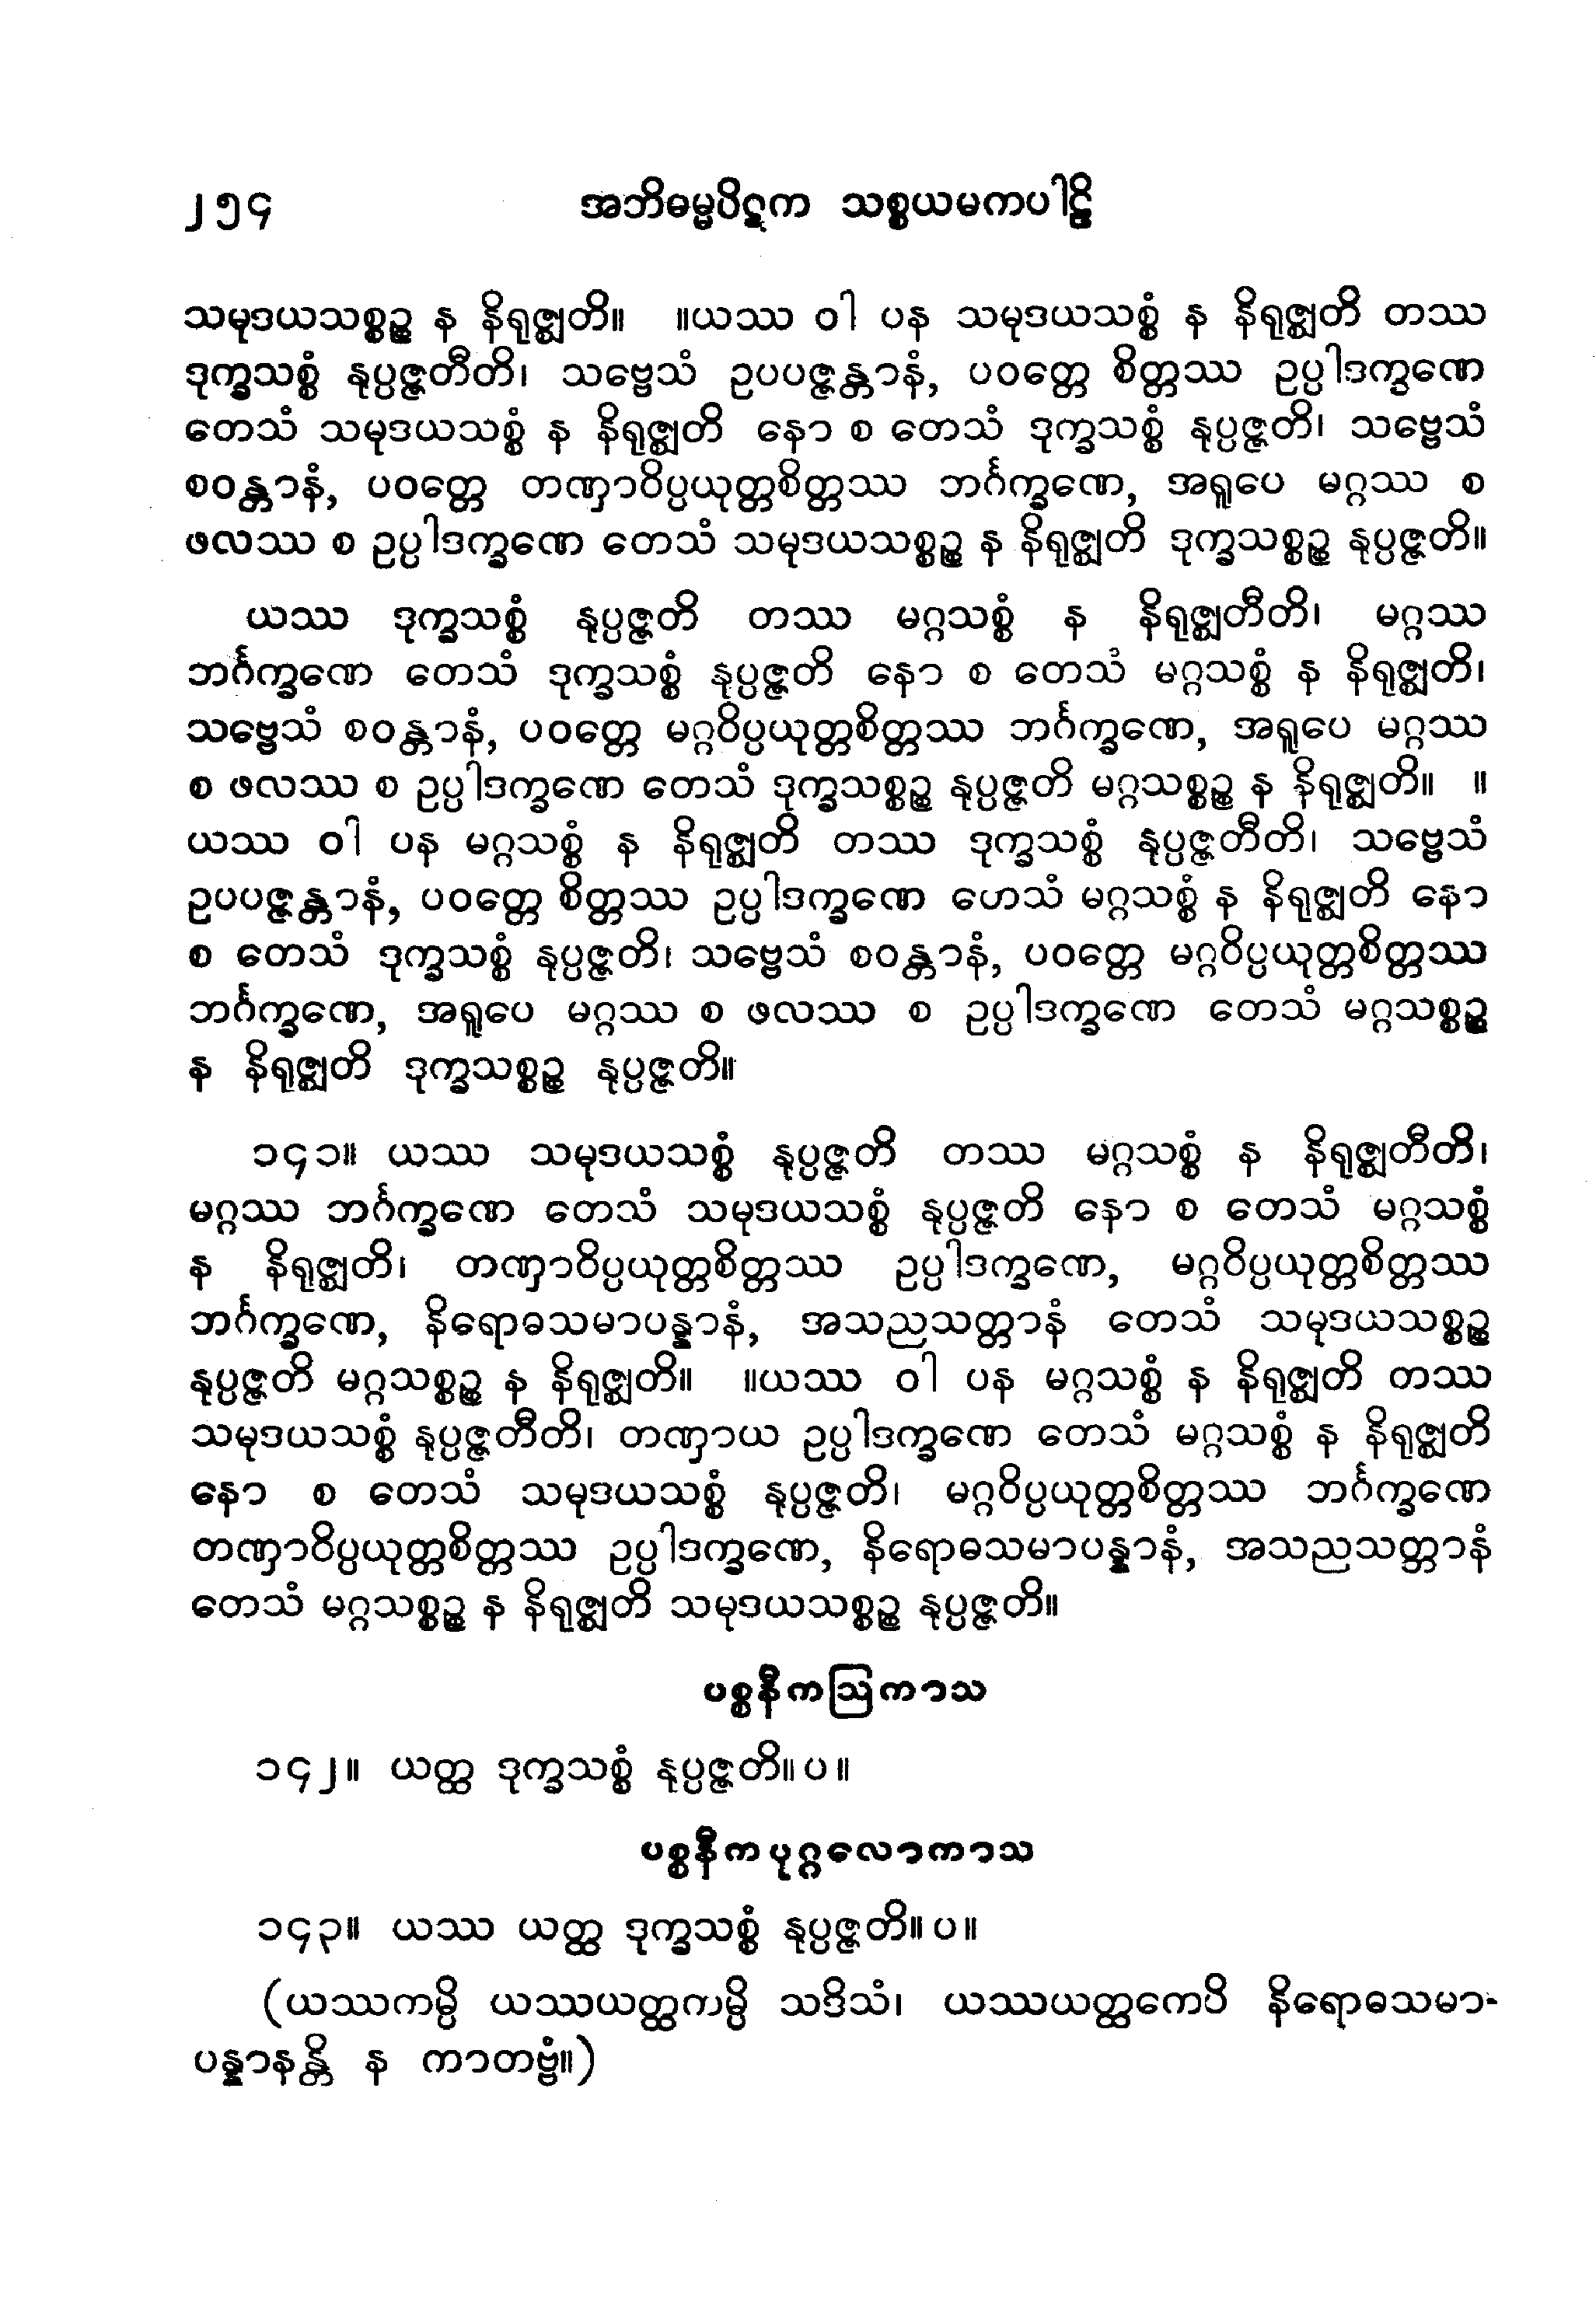 ၂၅၄ အဘိဓမ္မပိဋက သစ္စယမကပါဠိ
သမုဒယသစ္စဉ္စ န နိရုဇ္ဈတိ။ ။ယဿ ဝါ ပန သမုဒယသစ္စံ န နိရုဇ္ဈတိ တဿ
ဒုက္ခသစ္စံ နုပ္ပဇ္ဇတီတိ၊ သဗ္ဗေသံ ဥပပဇ္ဇန္တာနံ, ပဝတ္တေ စိတ္တဿ ဥပ္ပါဒက္ခဏေ
တေသံ သမုဒယသစ္စံ န နိရုဇ္ဈတိ နော စ တေသံ ဒုက္ခသစ္စံ နုပ္ပဇ္ဇတိ၊ သဗ္ဗေသံ
စဝန္တာနံ, ပဝတ္တေ တဏှာဝိပ္ပယုတ္တစိတ္တဿ ဘင်္ဂက္ခဏေ, အရူပေ မဂ္ဂဿ စ
ဖလဿ စ ဥပ္ပါဒက္ခဏေ တေသံ သမုဒယသစ္စဉ္စ န နိရုဇ္ဈတိ ဒုက္ခသစ္စဉ္စ နုပ္ပဇ္ဇတိ။
ယဿ ဒုက္ခသစ္စံ နုပ္ပဇ္ဇတိ တဿ မဂ္ဂသစ္စံ န နိရုဇ္ဈတီတိ၊ မဂ္ဂဿ
ဘင်္ဂက္ခဏေ တေသံ ဒုက္ခသစ္စံ နုပ္ပဇ္ဇတိ နော စ တေသံ မဂ္ဂသစ္စံ န နိရုဇ္ဈတိ၊
သဗ္ဗေသံ စဝန္တာနံ, ပဝတ္တေ မဂ္ဂဝိပ္ပယုတ္တစိတ္တဿ ဘင်္ဂက္ခဏေ, အရူပေ မဂ္ဂဿ
စ ဖလဿ စ ဥပ္ပါဒက္ခဏေ တေသံ ဒုက္ခသစ္စဉ္စ နုပ္ပဇ္ဇတိ မဂ္ဂသစ္စဉ္စ န နိရုဇ္ဈတိ။ ။
ယဿ ဝါ ပန မဂ္ဂသစ္စံ န နိရုဇ္ဈတိ တဿ ဒုက္ခသစ္စံ နုပ္ပဇ္ဇတီတိ၊ သဗ္ဗေသံ
ဥပပဇ္ဇန္တာနံ, ပဝတ္တေ စိတ္တဿ ဥပ္ပါဒက္ခဏေ ဟေသံ မဂ္ဂသစ္စံ န နိရုဇ္ဈတိ နော
စ တေသံ ဒုက္ခသစ္စံ နုပ္ပဇ္ဇတိ၊ သဗ္ဗေသံ စဝန္တာနံ, ပဝတ္တေ မဂ္ဂဝိပ္ပယုတ္တစိတ္တဿ
ဘင်္ဂက္ခဏေ, အရူပေ မဂ္ဂဿ စ ဖလဿ စ ဥပ္ပါဒက္ခဏေ တေသံ မဂ္ဂသစ္စဉ္စ
န နိရုဇ္ဈတိ ဒုက္ခသစ္စဉ္စ နုပ္ပဇ္ဇတိ။
၁၄၁။ ယဿ သမုဒယသစ္စံ နုပ္ပဇ္ဇတိ တဿ မဂ္ဂသစ္စံ န နိရုဇ္ဈတီတိ၊
မဂ္ဂဿ ဘင်္ဂက္ခဏေ တေသံ သမုဒယသစ္စံ နုပ္ပဇ္ဇတိ နော စ တေသံ မဂ္ဂသစ္စံ
န နိရုဇ္ဈတိ၊ တဏှာဝိပ္ပယုတ္တစိတ္တဿ ဥပ္ပါဒက္ခဏေ, မဂ္ဂဝိပ္ပယုတ္တစိတ္တဿ
ဘင်္ဂက္ခဏေ, နိရောဓသမာပန္နာနံ, အသညသတ္တာနံ တေသံ သမုဒယသစ္စဉ္စ
နုပ္ပဇ္ဇတိ မဂ္ဂသစ္စဉ္စ န နိရုဇ္ဈတိ။ ။ယဿ ဝါ ပန မဂ္ဂသစ္စံ န နိရုဇ္ဈတိ တဿ
သမုဒယသစ္စံ နုပ္ပဇ္ဇတီတိ၊ တဏှာယ ဥပ္ပါဒက္ခဏေ တေသံ မဂ္ဂသစ္စံ န နိရုဇ္ဈတိ
နော စ တေသံ သမုဒယသစ္စံ နုပ္ပဇ္ဇတိ၊ မဂ္ဂဝိပ္ပယုတ္တစိတ္တဿ ဘင်္ဂက္ခဏေ
တဏှာဝိပ္ပယုတ္တစိတ္တဿ ဥပ္ပါဒက္ခဏေ, နိရောဓသမာပန္နာနံ, အသညသတ္တာနံ
တေသံ မဂ္ဂသစ္စဉ္စ န နိရုဇ္ဈတိ သမုဒယသစ္စဉ္စ နုပ္ပဇ္ဇတိ။
ပစ္စနီကဩကာသ
၁၄၂။ ယတ္ထ ဒုက္ခသစ္စံ နုပ္ပဇ္ဇတိ။ပ။
ပစ္စနီကပုဂ္ဂလောကာသ
၁၄၃။ ယဿ ယတ္ထ ဒုက္ခသစ္စံ နုပ္ပဇ္ဇတိ။ပ။
(ယဿကမ္ပိ ယဿယတ္ထကမ္ပိ သဒိသံ၊ ယဿယတ္ထကေပိ နိရောဓသမာ-
ပန္နာနန္တိ န ကာတဗ္ဗံ။)